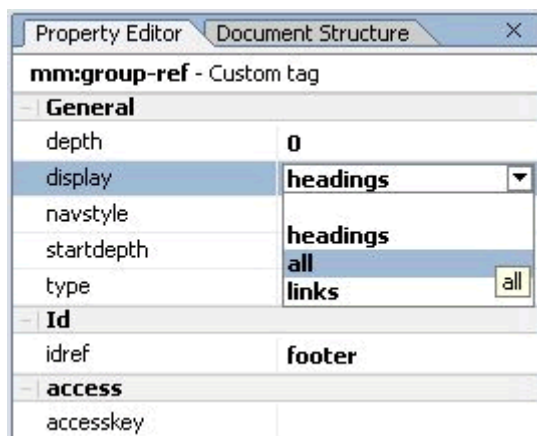 Property Editor Document Structure
mm:group-ref - Custom tag
General
depth 0
display headings
navstyle
headings
startdepth
all
type links all
Id
idref footer
access
accesskey